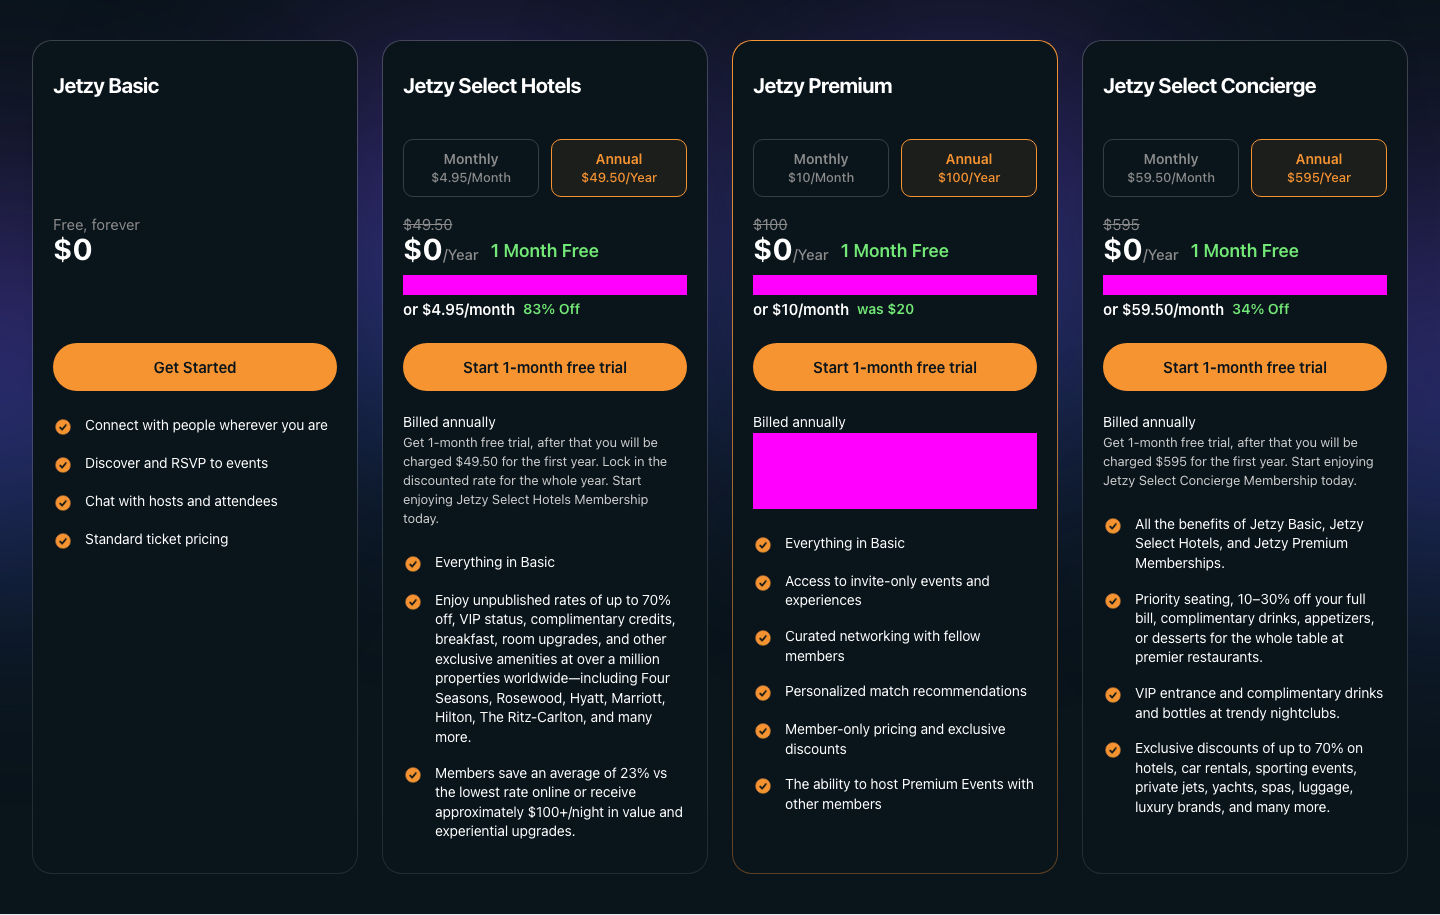 Jetzy Basic
Free, forever
$0
Get Started
Connect with people wherever you are
Discover and RSVP to events
Chat with hosts and attendees
Standard ticket pricing
Jetzy Select Hotels
Monthly
$4.95/Month
Annual
$49.50/Year
$49.50
$0/Year 1 Month Free
or $4.95/month 83% Off
Start 1-month free trial
Billed annually
Get 1-month free trial, after that you will be
charged $49.50 for the first year. Lock in the
discounted rate for the whole year. Start
enjoying Jetzy Select Hotels Membership
today.
Everything in Basic
Enjoy unpublished rates of up to 70%
off, VIP status, complimentary credits,
breakfast, room upgrades, and other
exclusive amenities at over a million
properties worldwide—including Four
Seasons, Rosewood, Hyatt, Marriott,
Hilton, The Ritz-Carlton, and many
more.
Members save an average of 23% vs
the lowest rate online or receive
approximately $100+/night in value and
experiential upgrades.
Jetzy Premium
Monthly
$10/Month
Annual
$100/Year
$100
$0/Year 1 Month Free
or $10/month was $20
Start 1-month free trial
Billed annually
Everything in Basic
Access to invite-only events and
experiences
Curated networking with fellow
members
Personalized match recommendations
Member-only pricing and exclusive
discounts
The ability to host Premium Events with
other members
Jetzy Select Concierge
Monthly
$59.50/Month
Annual
$595/Year
$595
$0/Year 1 Month Free
or $59.50/month 34% Off
Start 1-month free trial
Billed annually
Get 1-month free trial, after that you will be
charged $595 for the first year. Start enjoying
Jetzy Select Concierge Membership today.
All the benefits of Jetzy Basic, Jetzy
Select Hotels, and Jetzy Premium
Memberships.
Priority seating, 10–30% off your full
bill, complimentary drinks, appetizers,
or desserts for the whole table at
premier restaurants.
VIP entrance and complimentary drinks
and bottles at trendy nightclubs.
Exclusive discounts of up to 70% on
hotels, car rentals, sporting events,
private jets, yachts, spas, luggage,
luxury brands, and many more.